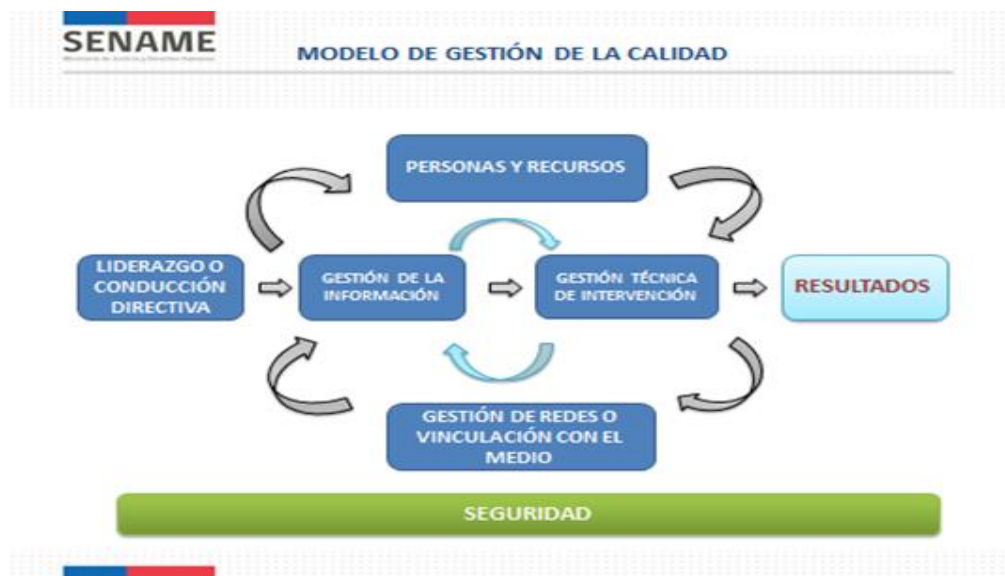 SENAME
MODELO DE GESTIÓN DE LA CALIDAD
PERSONAS Y RECURSOS
LIDERAZGO O
CONDUCCIÓN
DIRECTIVA
GESTIÓN DE LA
INFORMACIÓN
GESTIÓN TÉCNICA
DE INTERVENCIÓN
RESULTADOS
GESTIÓN DE REDES O
VINCULACIÓN CON EL
MEDIO
SEGURIDAD